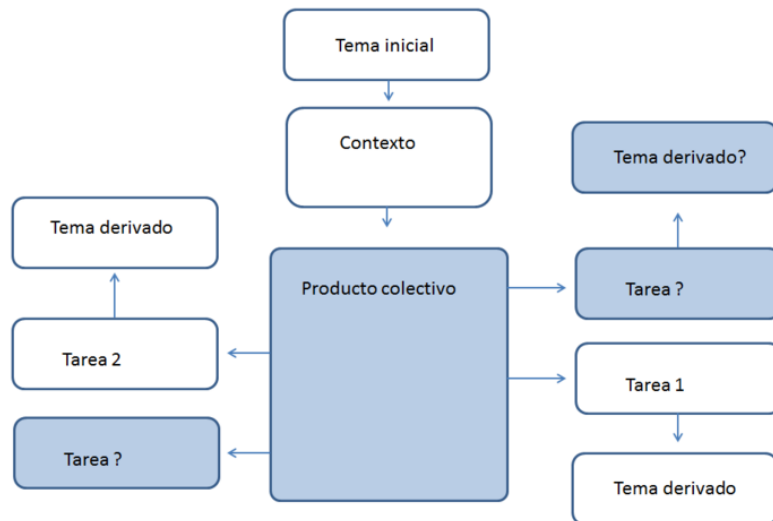 Tema inicial
Contexto
Tema derivado?
Tema derivado
Producto colectivo
Tarea ?
Tarea 2
Tarea 1
Tarea ?
Tema derivado